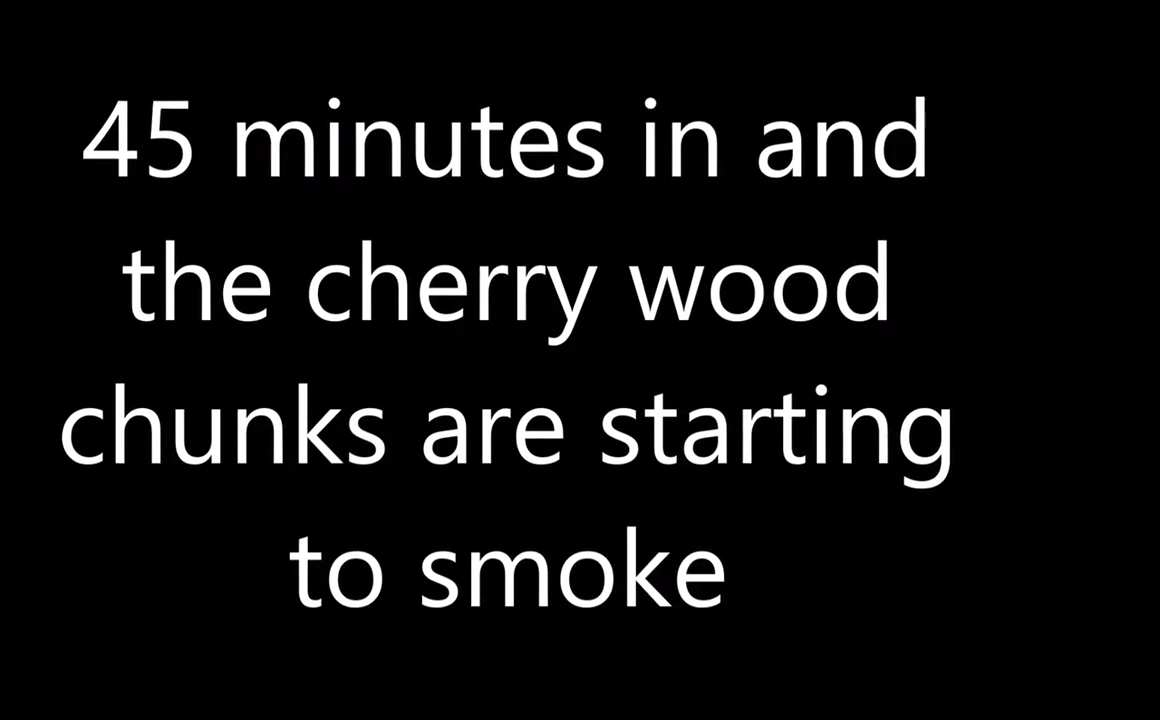 45 minutes in and
the cherry wood
chunks are starting
to smoke